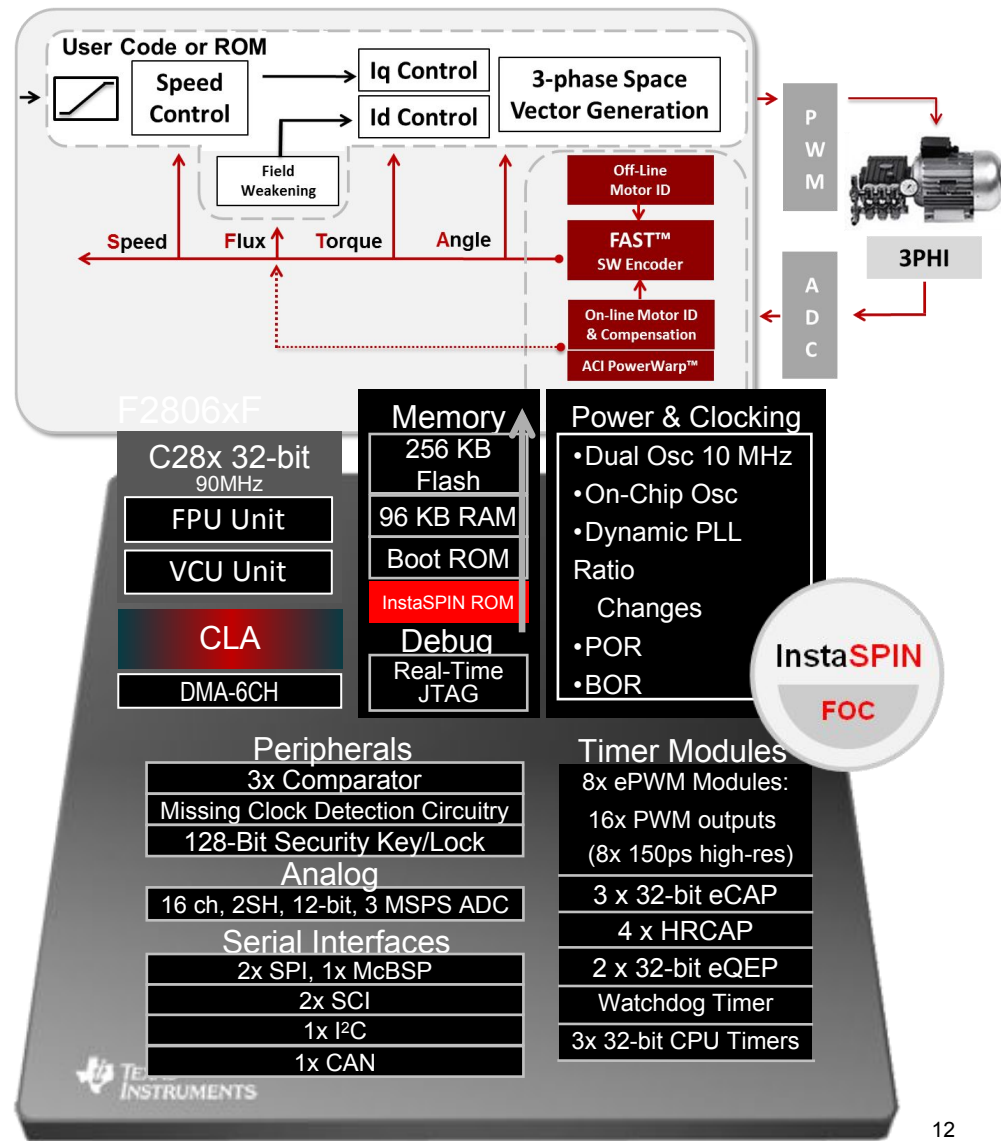 User Code or ROM
Speed
Control
Iq Control
Id Control
3-phase Space
Vector Generation
P
W
M
Field
Weakening
Off-Line
Motor ID
Speed
Flux
Torque
Angle
FAST™
SW Encoder
3PHI
A
D
C
On-line Motor ID
& Compensation
ACI PowerWarp™
F2806xF
C28x 32-bit
90MHz
FPU Unit
VCU Unit
CLA
DMA-6CH
Memory
256 KB
Flash
96 KB RAM
Boot ROM
InstaSPIN ROM
Debug
Real-Time
JTAG
Power & Clocking
•Dual Osc 10 MHz
•On-Chip Osc
•Dynamic PLL
Ratio
Changes
•POR
•BOR
InstaSPIN
FOC
Peripherals
3x Comparator
Missing Clock Detection Circuitry
128-Bit Security Key/Lock
Analog
16 ch, 2SH, 12-bit, 3 MSPS ADC
Serial Interfaces
2x SPI, 1x McBSP
2x SCI
1x I²C
1x CAN
Timer Modules
8x ePWM Modules:
16x PWM outputs
(8x 150ps high-res)
3 x 32-bit eCAP
4 x HRCAP
2 x 32-bit eQEP
Watchdog Timer
3x 32-bit CPU Timers
TEXAS
INSTRUMENTS
12